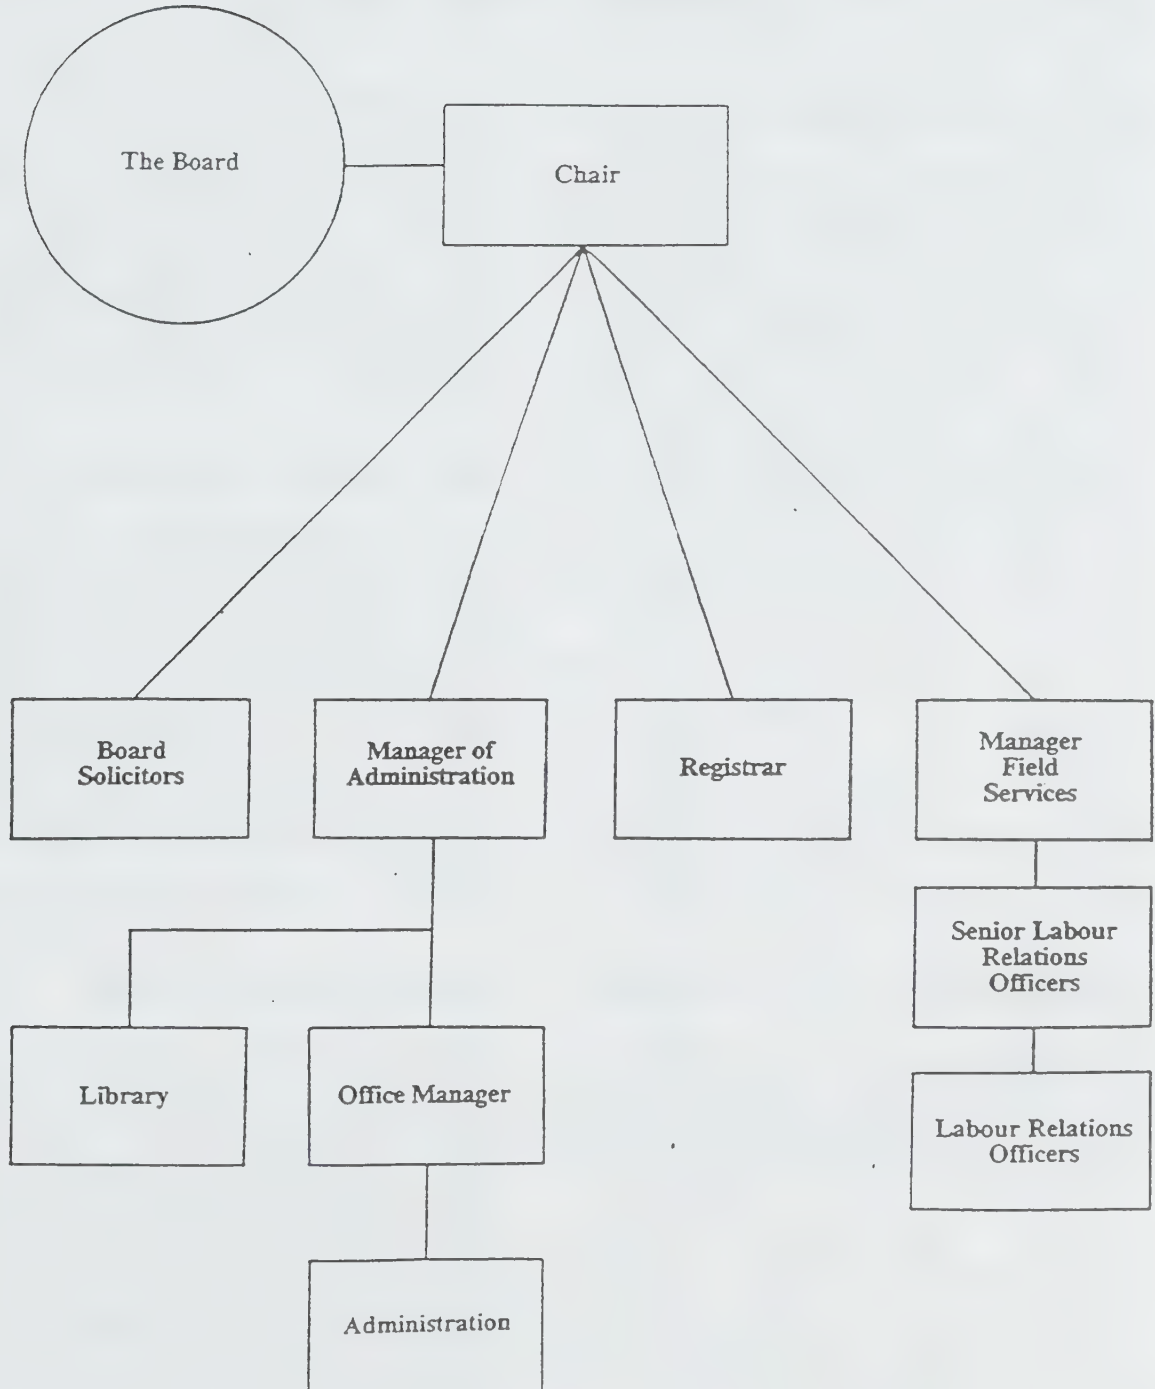 The Board
Chair
Board
Solicitors
Manager of
Administration
Registrar
Manager
Field
Services
Senior Labour
Relations
Officers
Library
Office Manager
Labour Relations
Officers
Administration